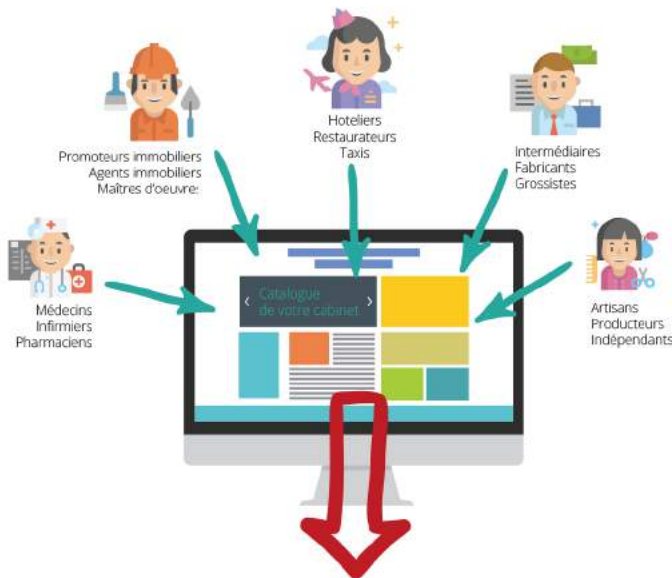 Hoteliers
Restaurateurs
Taxis
Promoteurs immobiliers
Agents immobiliers
Maîtres d'oeuvre:
Intermédiaires
Fabricants
Grossistes
Médecins
Infirmiers
Pharmaciens
Artisans
Producteurs
Indépendants
‹ Catalogue ›
de votre cabinet